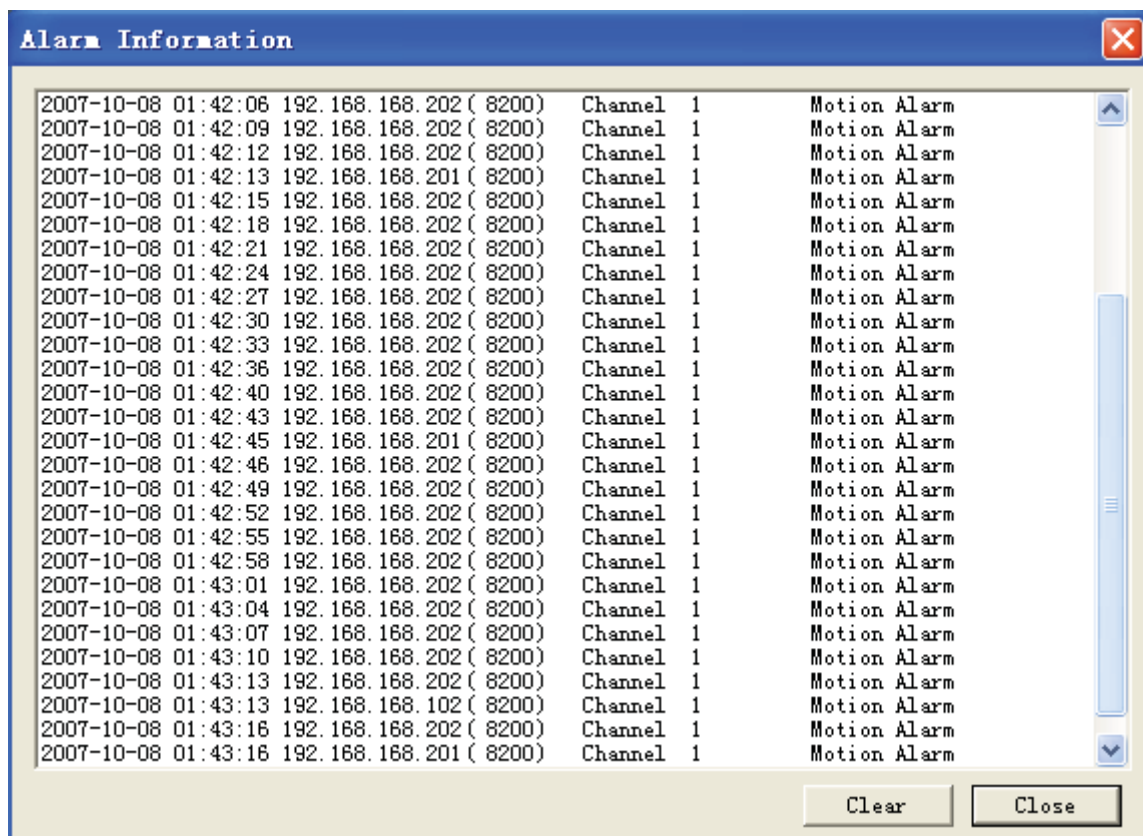 Alarm Information
2007-10-08 01:42:06 192.168.168.202( 8200) Channel 1 Motion Alarm
2007-10-08 01:42:09 192.168.168.202( 8200) Channel 1 Motion Alarm
2007-10-08 01:42:12 192.168.168.202( 8200) Channel 1 Motion Alarm
2007-10-08 01:42:13 192.168.168.201( 8200) Channel 1 Motion Alarm
2007-10-08 01:42:15 192.168.168.202( 8200) Channel 1 Motion Alarm
2007-10-08 01:42:18 192.168.168.202( 8200) Channel 1 Motion Alarm
2007-10-08 01:42:21 192.168.168.202( 8200) Channel 1 Motion Alarm
2007-10-08 01:42:24 192.168.168.202( 8200) Channel 1 Motion Alarm
2007-10-08 01:42:27 192.168.168.202( 8200) Channel 1 Motion Alarm
2007-10-08 01:42:30 192.168.168.202( 8200) Channel 1 Motion Alarm
2007-10-08 01:42:33 192.168.168.202( 8200) Channel 1 Motion Alarm
2007-10-08 01:42:36 192.168.168.202( 8200) Channel 1 Motion Alarm
2007-10-08 01:42:40 192.168.168.202( 8200) Channel 1 Motion Alarm
2007-10-08 01:42:43 192.168.168.202( 8200) Channel 1 Motion Alarm
2007-10-08 01:42:45 192.168.168.201( 8200) Channel 1 Motion Alarm
2007-10-08 01:42:46 192.168.168.202( 8200) Channel 1 Motion Alarm
2007-10-08 01:42:49 192.168.168.202( 8200) Channel 1 Motion Alarm
2007-10-08 01:42:52 192.168.168.202( 8200) Channel 1 Motion Alarm
2007-10-08 01:42:55 192.168.168.202( 8200) Channel 1 Motion Alarm
2007-10-08 01:42:58 192.168.168.202( 8200) Channel 1 Motion Alarm
2007-10-08 01:43:01 192.168.168.202( 8200) Channel 1 Motion Alarm
2007-10-08 01:43:04 192.168.168.202( 8200) Channel 1 Motion Alarm
2007-10-08 01:43:07 192.168.168.202( 8200) Channel 1 Motion Alarm
2007-10-08 01:43:10 192.168.168.202( 8200) Channel 1 Motion Alarm
2007-10-08 01:43:13 192.168.168.202( 8200) Channel 1 Motion Alarm
2007-10-08 01:43:13 192.168.168.102( 8200) Channel 1 Motion Alarm
2007-10-08 01:43:16 192.168.168.202( 8200) Channel 1 Motion Alarm
2007-10-08 01:43:16 192.168.168.201( 8200) Channel 1 Motion Alarm
Clear Close